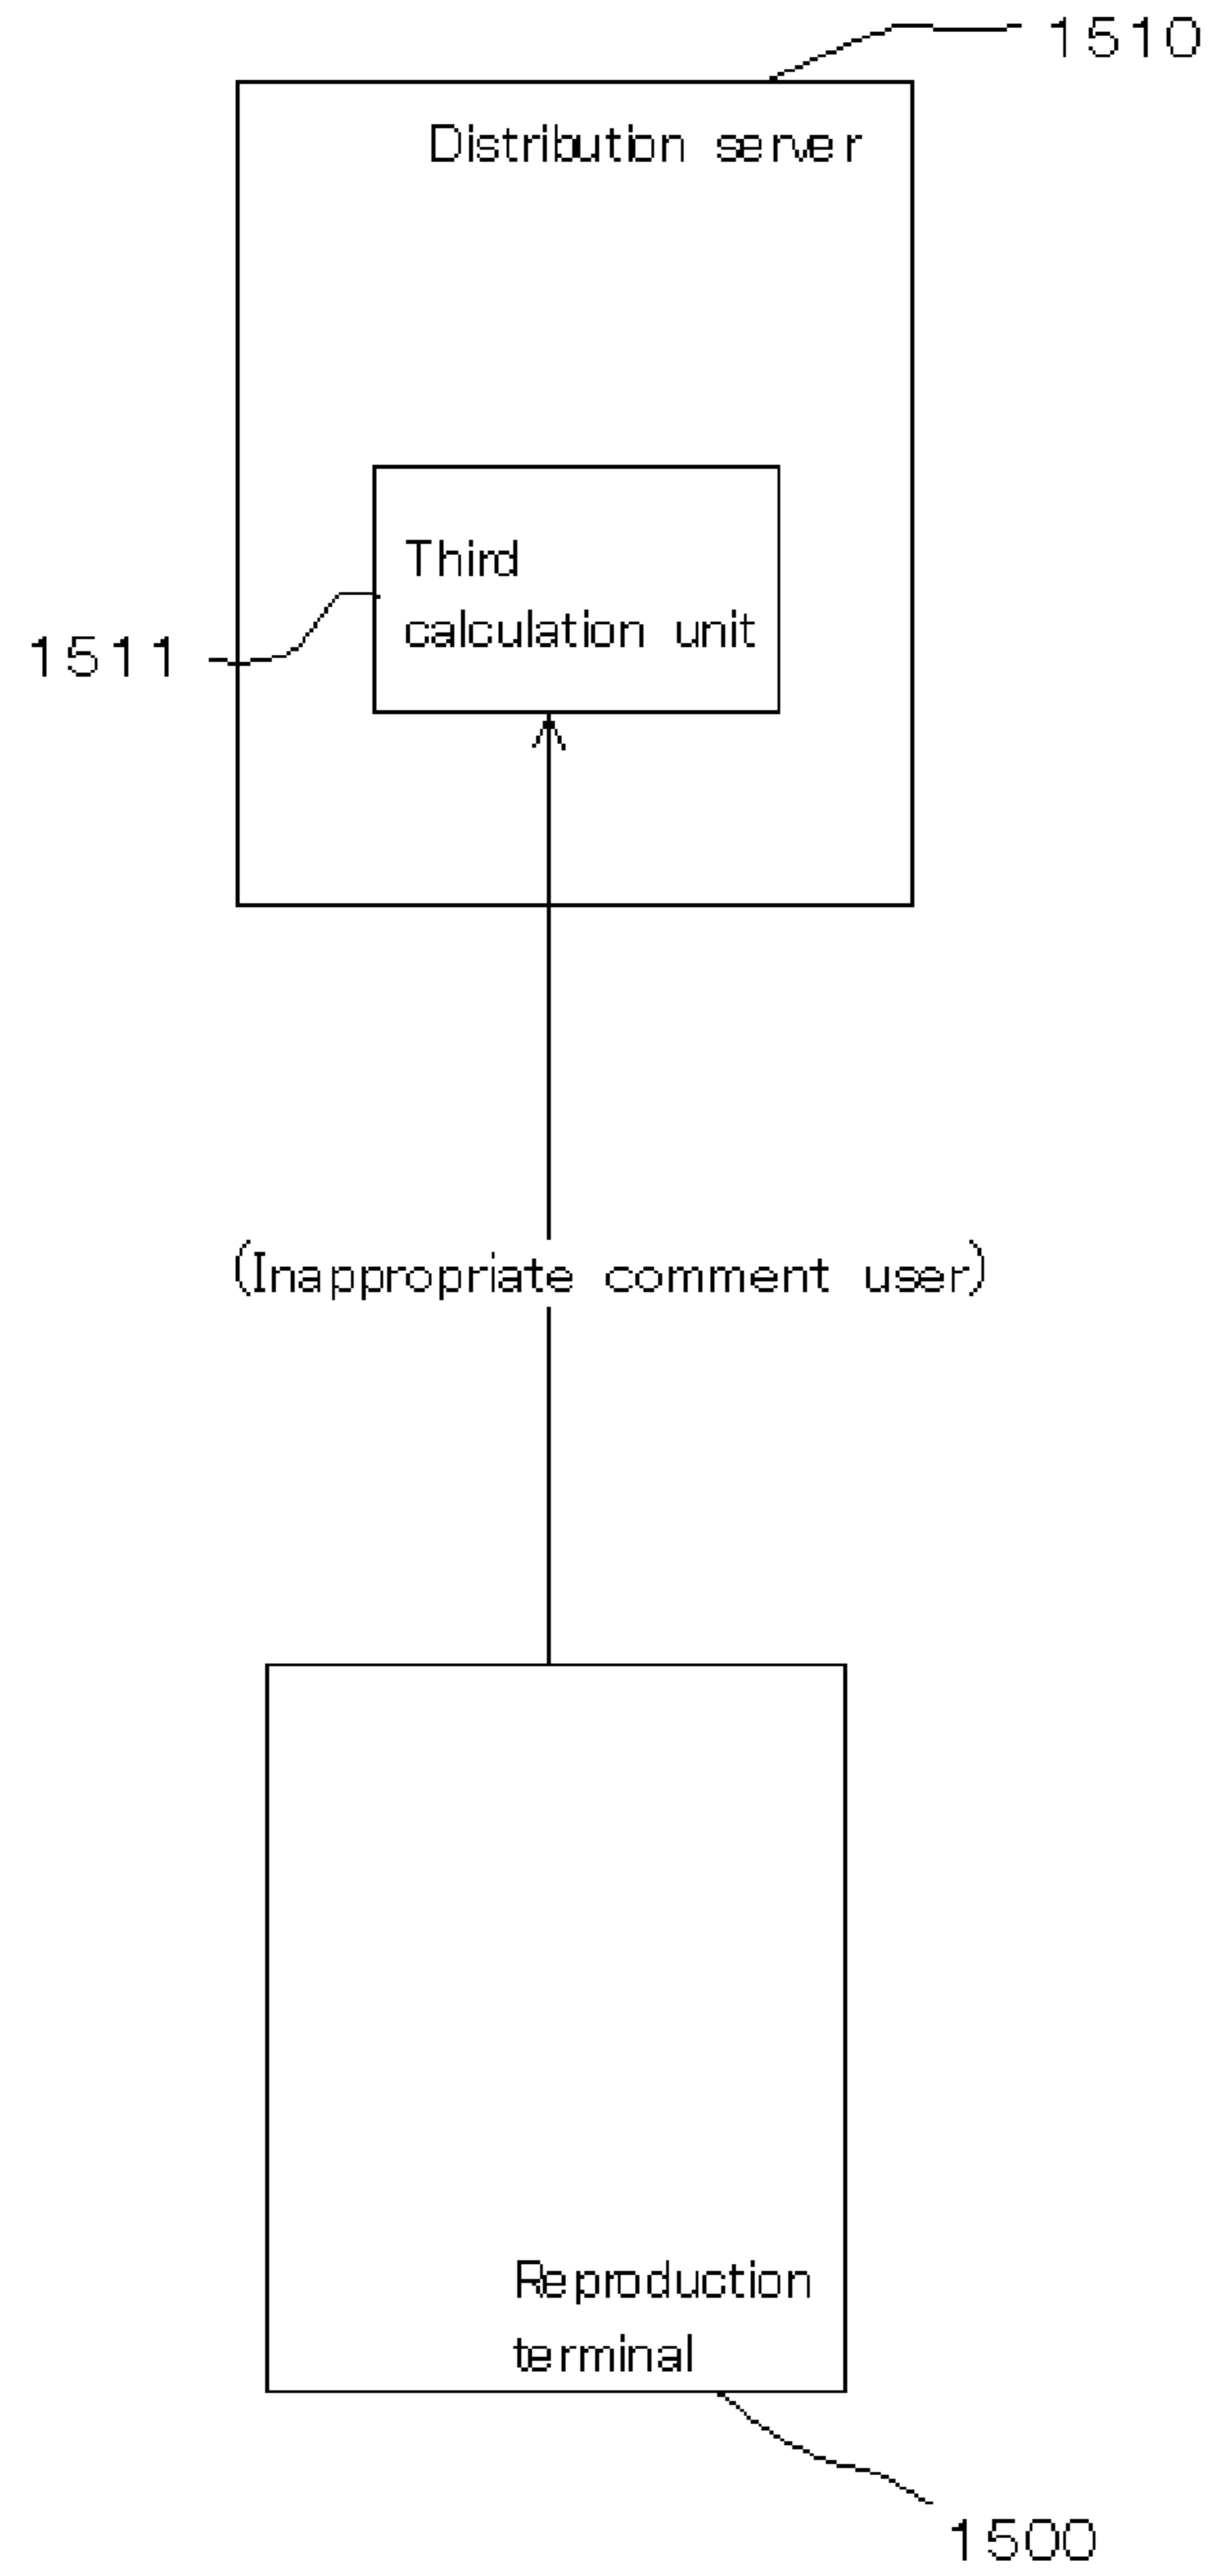 1510
Distribution server
Third
calculation unit
1511
(Inappropriate comment user)
Reproduction
terminal
1500